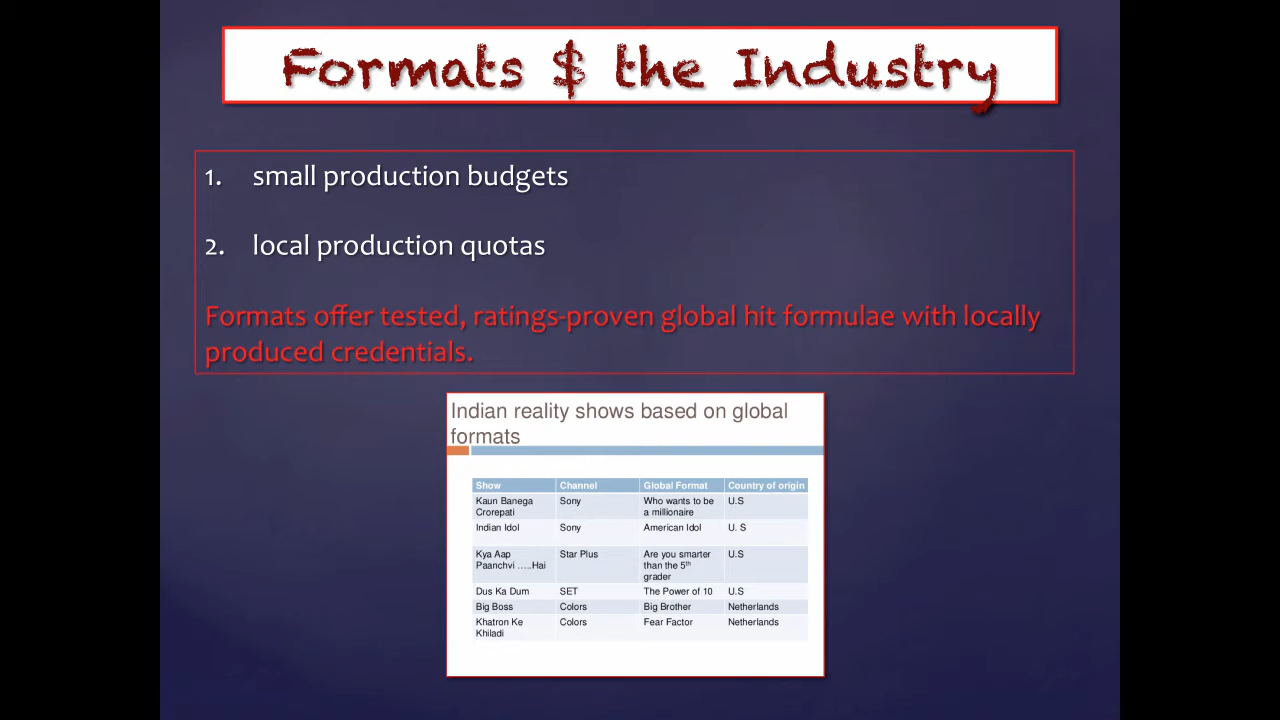 Formats $ the Industry
1. small production budgets
2. local production quotas
Formats offer tested, ratings-proven global hit formulae with locally
produced credentials.
Indian reality shows based on global
formats
Show Channel Global Format Country of origin
Kaun Banega Sony Who wants to be U.S
Crorepati a millionaire
Indian Idol Sony American Idol U. S
Kya Aap Star Plus Are you smarter U.S
Paanchvi …..Hai than the 5th
grader
Dus Ka Dum SET The Power of 10 U.S
Big Boss Colors Big Brother Netherlands
Khatron Ke Colors Fear Factor Netherlands
Khiladi